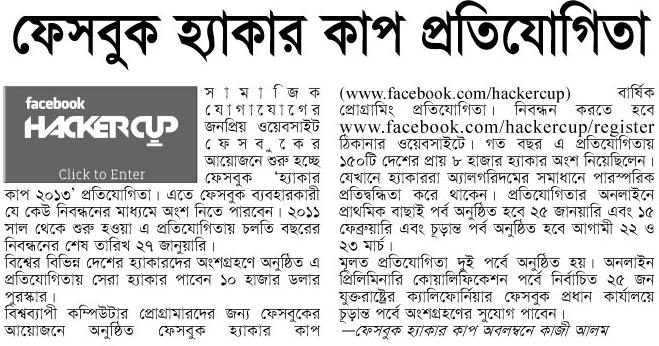 ফেসবুক হ্যাকার কাপ প্রতিযোগিতা
facebook
HACKERCUP
Click to Enter
সামাজিক
যোগাযোগের
জনপ্রিয় ওয়েবসাইট
ফেসবুকের
আয়োজনে শুরু হচ্ছে
ফেসবুক 'হ্যাকার
কাপ ২০১৩' প্রতিযোগিতা। এতে ফেসবুক ব্যবহারকারী
যে কেউ নিবন্ধনের মাধ্যমে অংশ নিতে পারবেন। ২০১১
সাল থেকে শুরু হওয়া এ প্রতিযোগিতায় চলতি বছরের
নিবন্ধনের শেষ তারিখ ২৭ জানুয়ারি।
বিশ্বের বিভিন্ন দেশের হ্যাকারদের অংশগ্রহণে অনুষ্ঠিত এ
প্রতিযোগিতায় সেরা হ্যাকার পাবেন ১০ হাজার ডলার
পুরস্কার।
বিশ্বব্যাপী কম্পিউটার প্রোগ্রামারদের জন্য ফেসবুকের
আয়োজনে অনুষ্ঠিত ফেসবুক হ্যাকার কাপ
(www.facebook.com/hackercup) বার্ষিক
প্রোগ্রামিং প্রতিযোগিতা। নিবন্ধন করতে হবে
www.facebook.com/hackercup/register
ঠিকানার ওয়েবসাইটে। গত বছর এ প্রতিযোগিতায়
১৫০টি দেশের প্রায় ৮ হাজার হ্যাকার অংশ নিয়েছিলেন।
যেখানে হ্যাকাররা অ্যালগরিদমের সমাধানে পারস্পরিক
প্রতিদ্বন্ধিতা করে থাকেন। প্রতিযোগিতার অনলাইনে
প্রাথমিক বাছাই পর্ব অনুষ্ঠিত হবে ২৫ জানয়ারি এবং ১৫
ফেব্রুয়ারি এবং চূড়ান্ত পর্ব অনুষ্ঠিত হবে আগামী ২২ ও
২৩ মার্চ।
মূলত প্রতিযোগিতা দুই পর্বে অনুষ্ঠিত হয়। অনলাইন
প্রিলিমিনারি কোয়ালিফিকেশন পর্বে নির্বাচিত ২৫ জন
যুক্তরাষ্ট্রের ক্যালিফোর্নিয়ার ফেসবুক প্রধান কার্যালয়ে
চূড়ান্ত পর্বে অংশগ্রহণের সুযোগ পাবেন।
—ফেসবুক হ্যাকার কাপ অবলম্বনে কাজী আলম